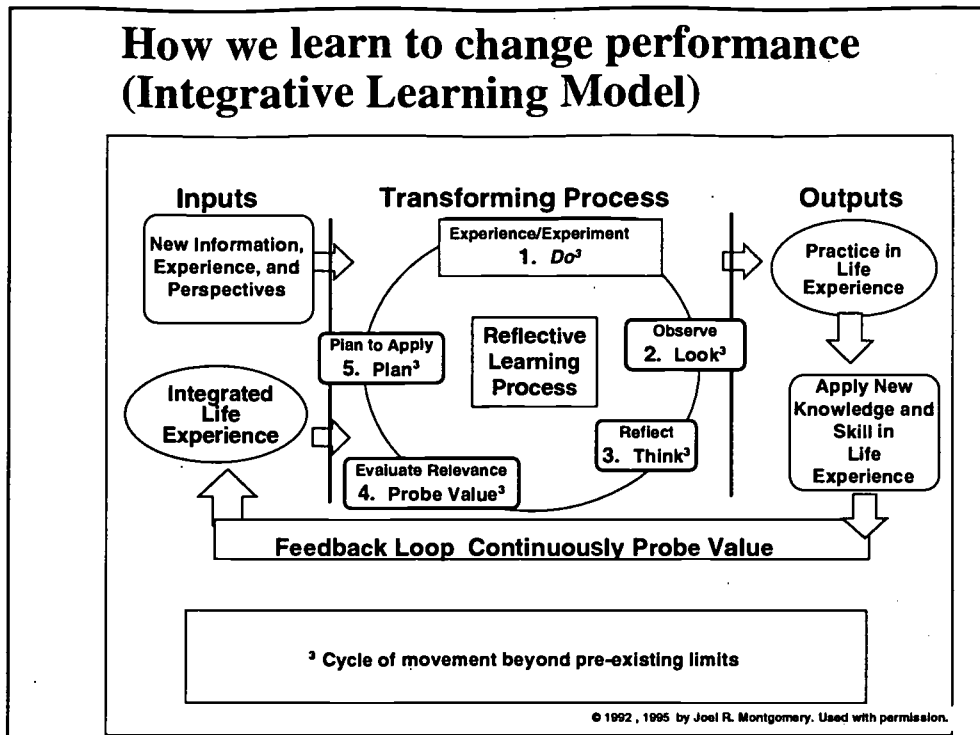 How we learn to change performance
(Integrative Learning Model)
Inputs
Transforming Process
Outputs
New Information,
Experience, and
Perspectives
Integrated
Life
Experience
Experience/Experiment
1. Do³
Observe
2. Look³
Reflect
3. Think³
Evaluate Relevance
4. Probe Value³
Plan to Apply
5. Plan³
Reflective
Learning
Process
Practice in
Life
Experience
Apply New
Knowledge and
Skill in
Life
Experience
Feedback Loop Continuously Probe Value
³ Cycle of movement beyond pre-existing limits
© 1992 , 1995 by Joel R. Montgomery. Used with permission.